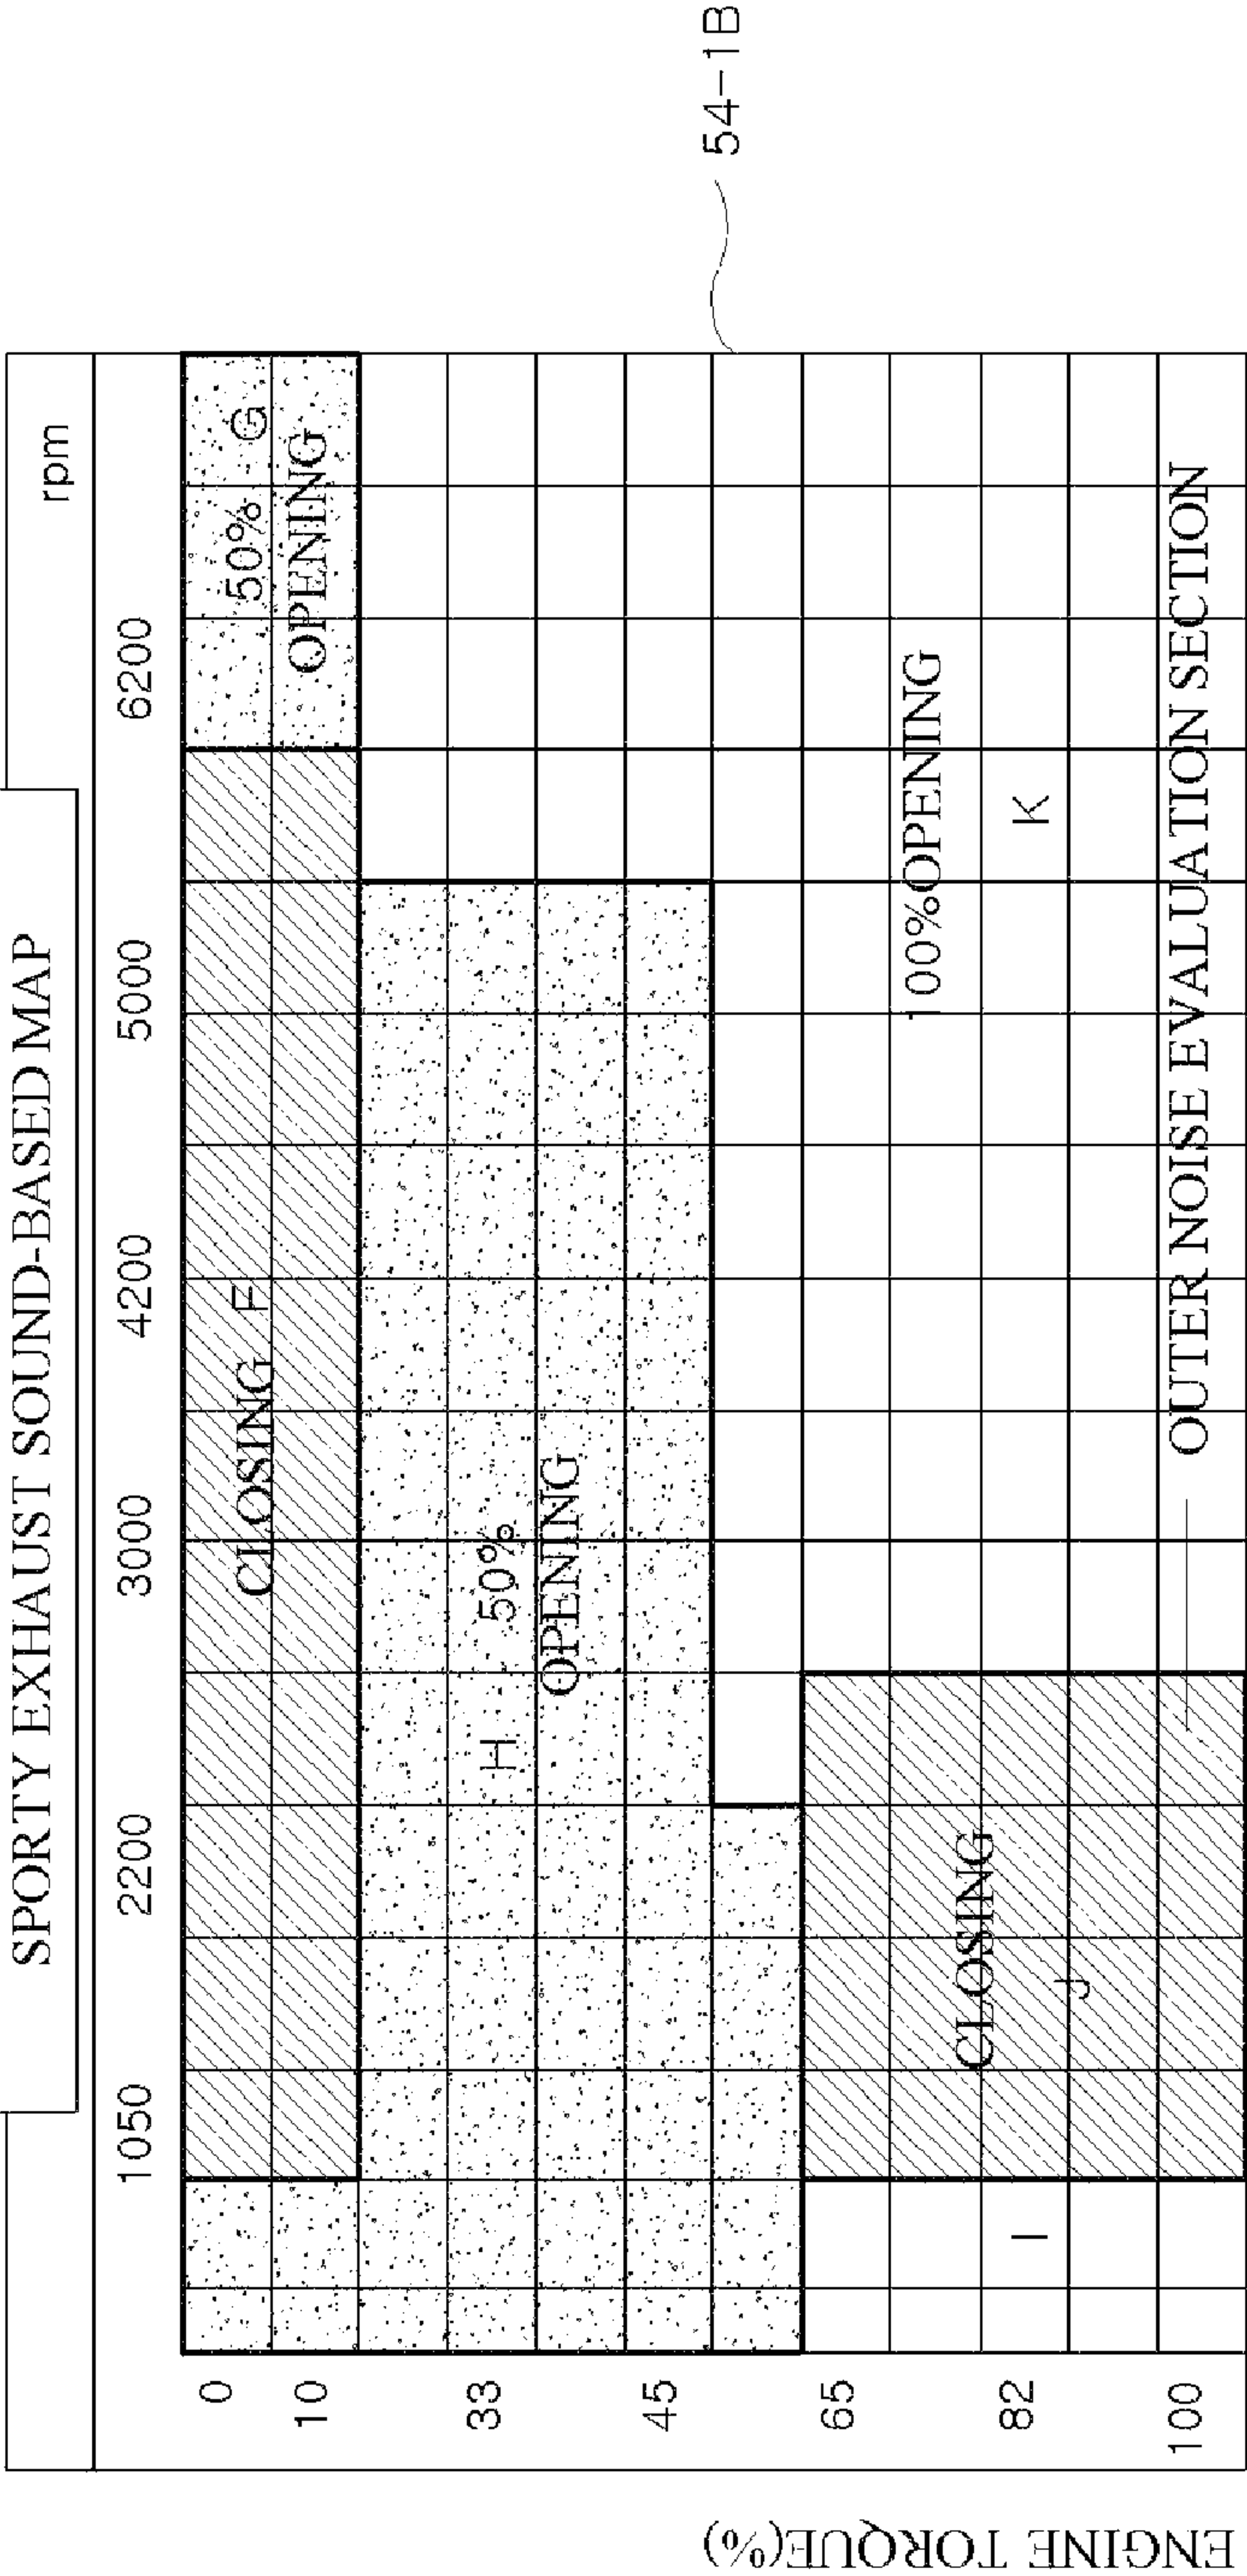 SPORTY EXHAUST SOUND-BASED MAP
rpm
1050 2200 3000 4200 5000 6200
ENGINE TORQUE(%)
0
10
33
45
65
82
100
CLOSING F
50% G
OPENING
H 50%
OPENING
54-1B
100%OPENING
CLOSING
J
I
K
OUTER NOISE EVALUATION SECTION